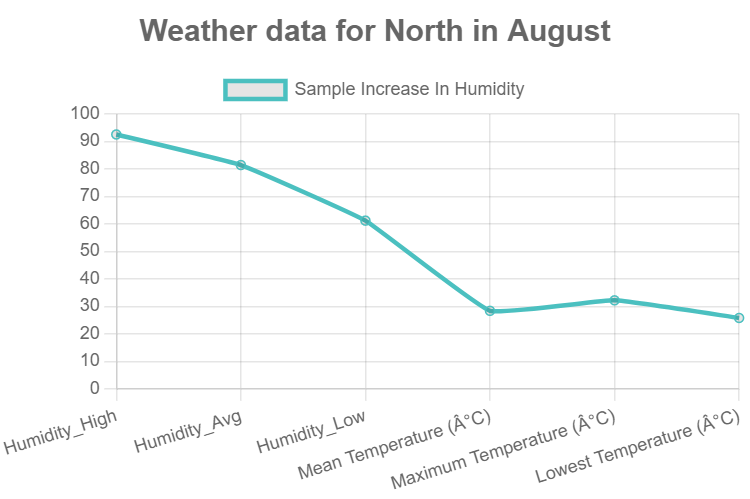 Weather data for North in August
Sample Increase In Humidity
100
90
80
70
60
50
40
30
20
10
0
Humidity_High
Humidity_Avg
Humidity_Low
Mean Temperature (Â°C)
Maximum Temperature (Â°C)
Lowest Temperature (Â°C)